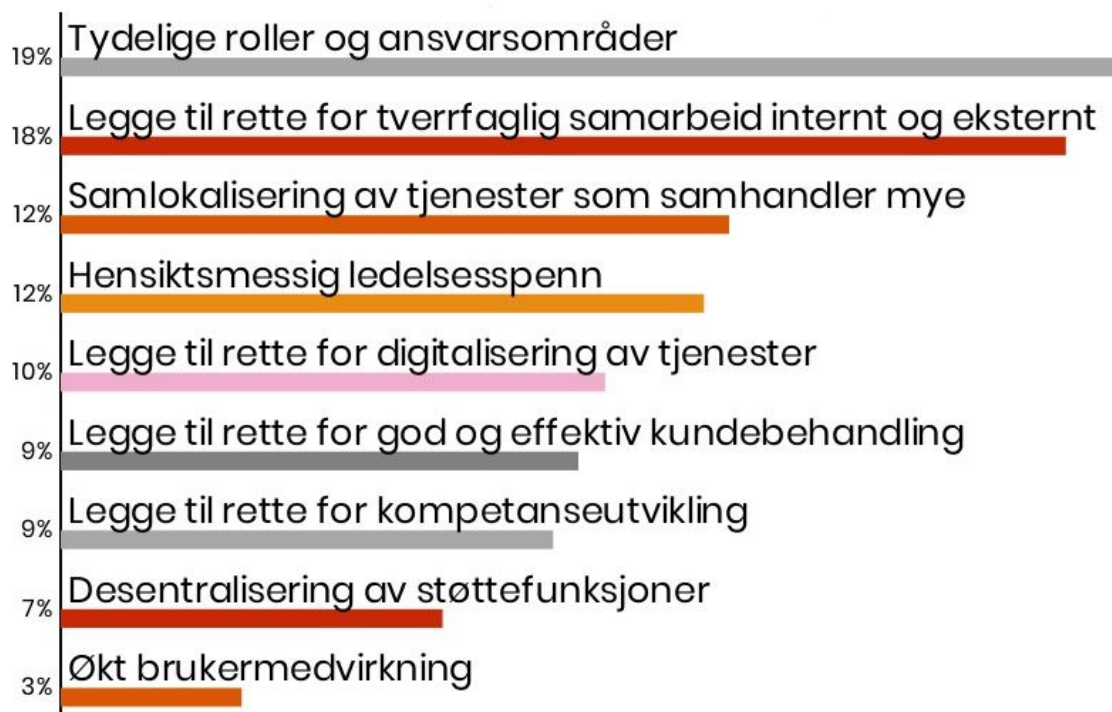 Tydelige roller og ansvarsområder
19%
Legge til rette for tverrfaglig samarbeid internt og eksternt
18%
Samlokalisering av tjenester som samhandler mye
12%
Hensiktsmessig ledelsesspenn
12%
Legge til rette for digitalisering av tjenester
10%
Legge til rette for god og effektiv kundebehandling
9%
Legge til rette for kompetanseutvikling
9%
Desentralisering av støttefunksjoner
7%
Økt brukermedvirkning
3%